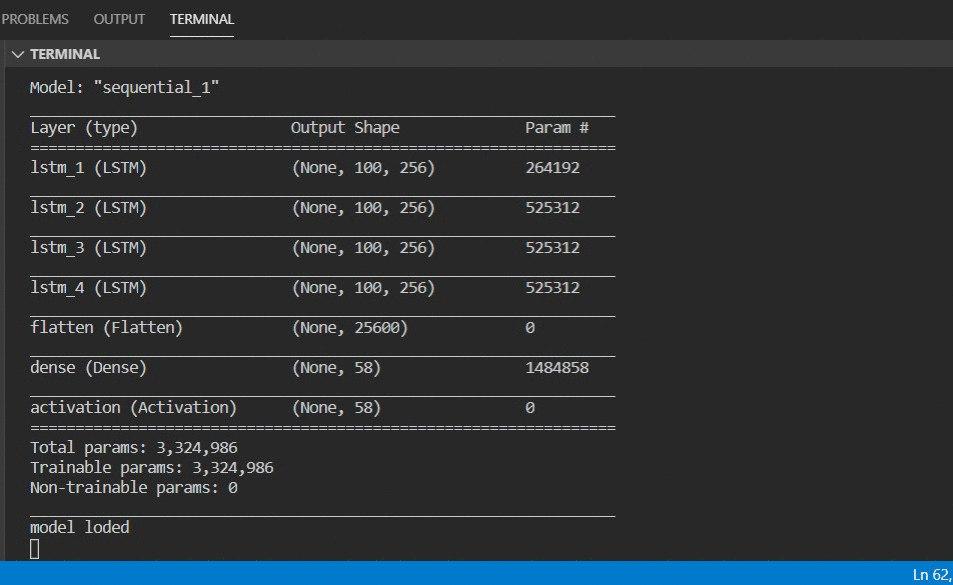 PROBLEMS OUTPUT TERMINAL
TERMINAL
Model: "sequential_1"
Layer (type) Output Shape Param #
lstm_1 (LSTM) (None, 100, 256) 264192
lstm_2 (LSTM) (None, 100, 256) 525312
lstm_3 (LSTM) (None, 100, 256) 525312
lstm_4 (LSTM) (None, 100, 256) 525312
flatten (Flatten) (None, 25600) 0
dense (Dense) (None, 58) 1484858
activation (Activation) (None, 58) 0
Total params: 3,324,986
Trainable params: 3,324,986
Non-trainable params: 0
model loded
Ln 62,